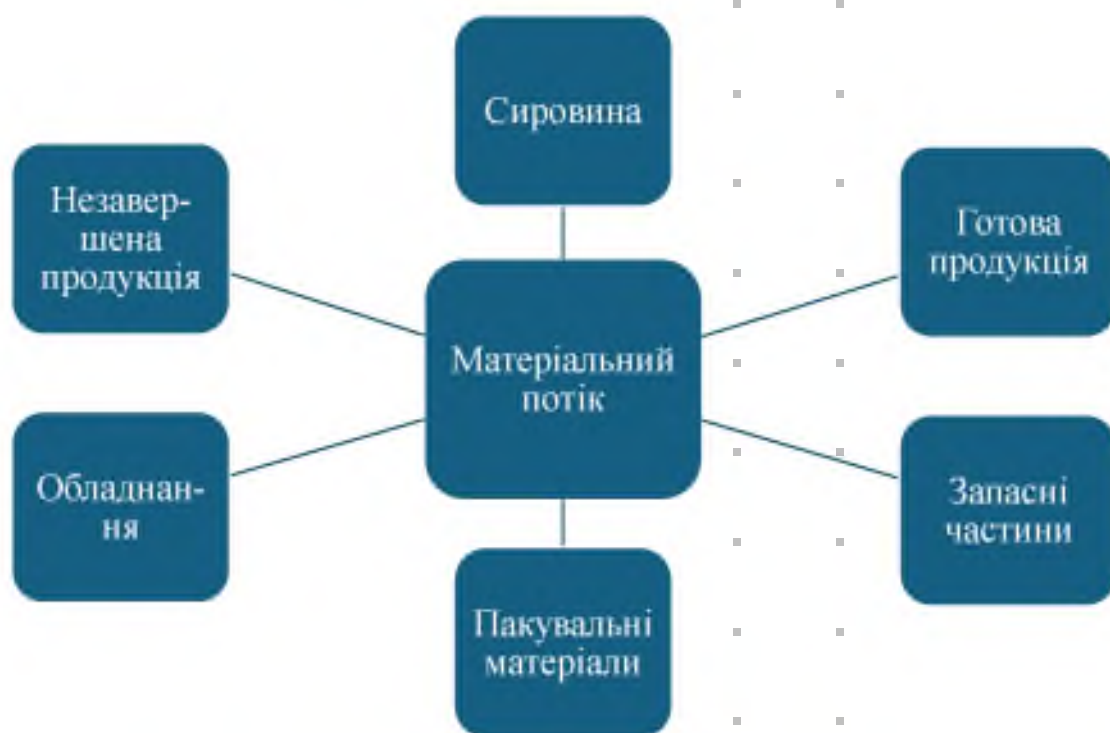 Сировина
Незавер-
шена
продукція
Готова
продукція
Матеріальний
потік
Обладнан-
ня
Запасні
частини
Пакувальні
матеріали